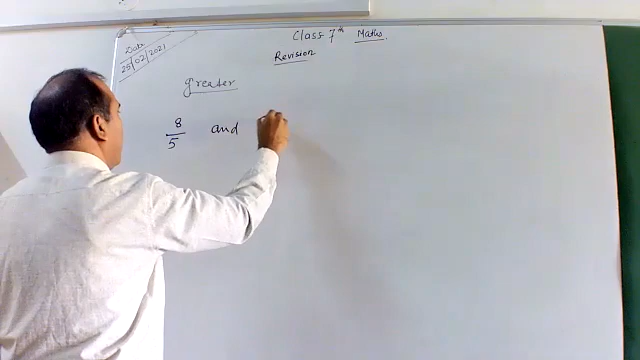 Class 7th Maths.
Date
25/02/2021
Revision
greater
8/5 and